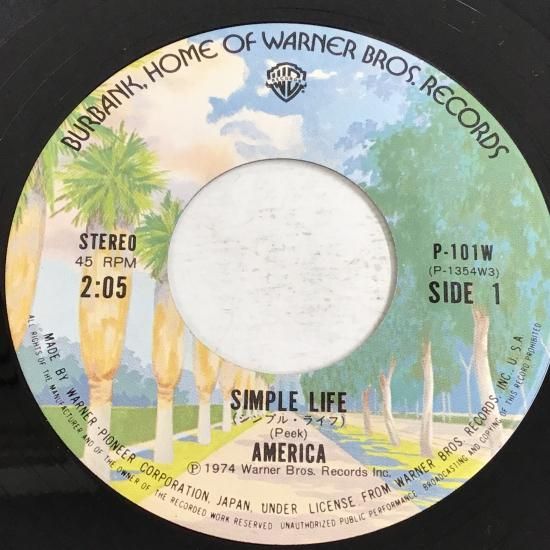 BURBANK, HOME OF WARNER BROS. RECORDS
STEREO
45 RPM
2:05
P-101W
(P-1354W3)
SIDE 1
SIMPLE LIFE
(シンプル・ライフ)
(Peek)
AMERICA
Ⓟ 1974 Warner Bros. Records Inc.
MADE BY WARNER-PIONEER CORPORATION, JAPAN, UNDER LICENSE FROM WARNER BROS. RECORDS, INC., U.S.A.
ALL RIGHTS OF THE MANUFACTURER AND OF THE OWNER OF THE RECORDED WORK RESERVED UNAUTHORIZED PUBLIC PERFORMANCE BROADCASTING AND COPYING OF THIS RECORD PROHIBITED